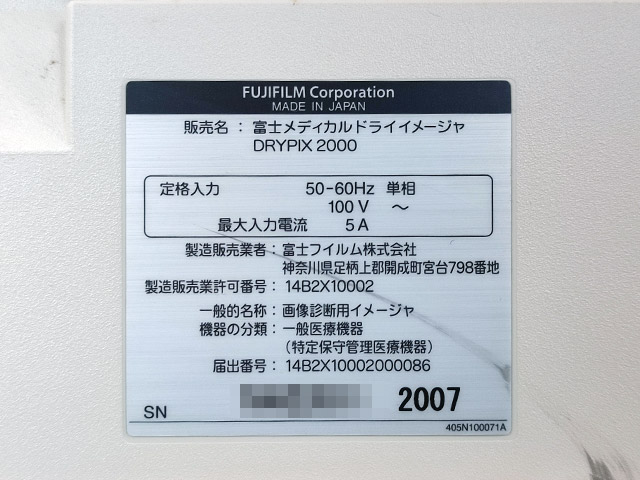 FUJIFILM Corporation
MADE IN JAPAN
販売名 : 富士メディカルドライイメージャ
DRYPIX 2000
定格入力 50-60Hz 単相
100 V ～
最大入力電流 5 A
製造販売業者: 富士フイルム株式会社
神奈川県足柄上郡開成町宮台798番地
製造販売業許可番号: 14B2X10002
一般的名称: 画像診断用イメージャ
機器の分類: 一般医療機器
(特定保守管理医療機器)
届出番号: 14B2X10002000086
SN 2007
405N100071A